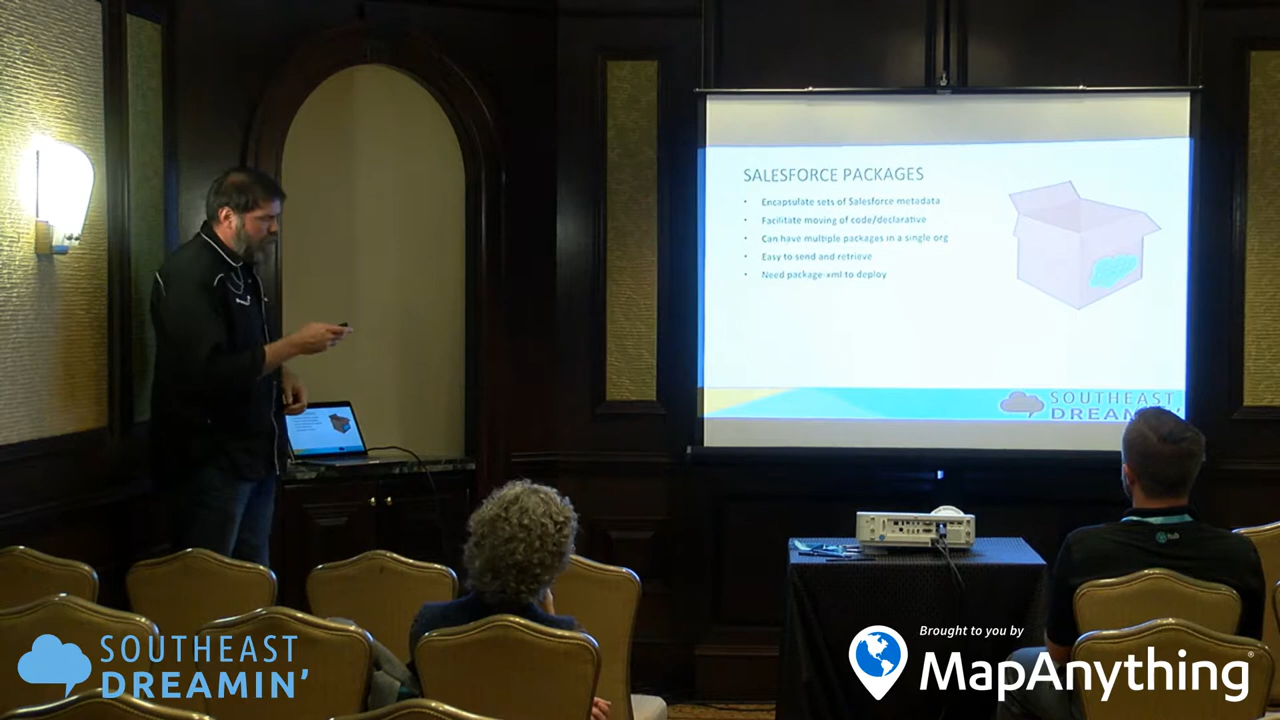 SALESFORCE PACKAGES
• Encapsulate sets of Salesforce metadata
• Facilitate moving of code/declarative
• Can have multiple packages in a single org
• Easy to send and retrieve
• Need package.xml to deploy
SOUTHEAST
DREAMIN'
SOUTHEAST
DREAMIN'
Brought to you by
MapAnything®